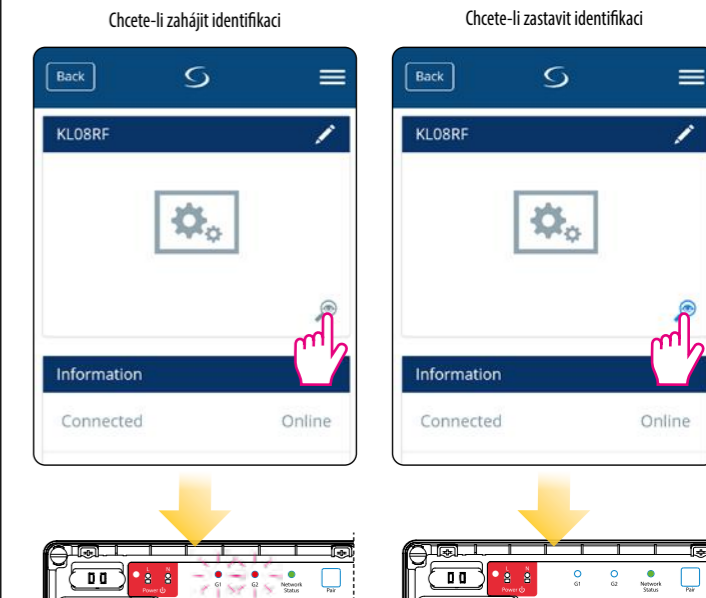 Chcete-li zahájit identifikaci
Back
KL08RF
Information
Connected Online
L N
Power
G1 G2 Network Status Pair
Chcete-li zastavit identifikaci
Back
KL08RF
Information
Connected Online
L N
Power
G1 G2 Network Status Pair